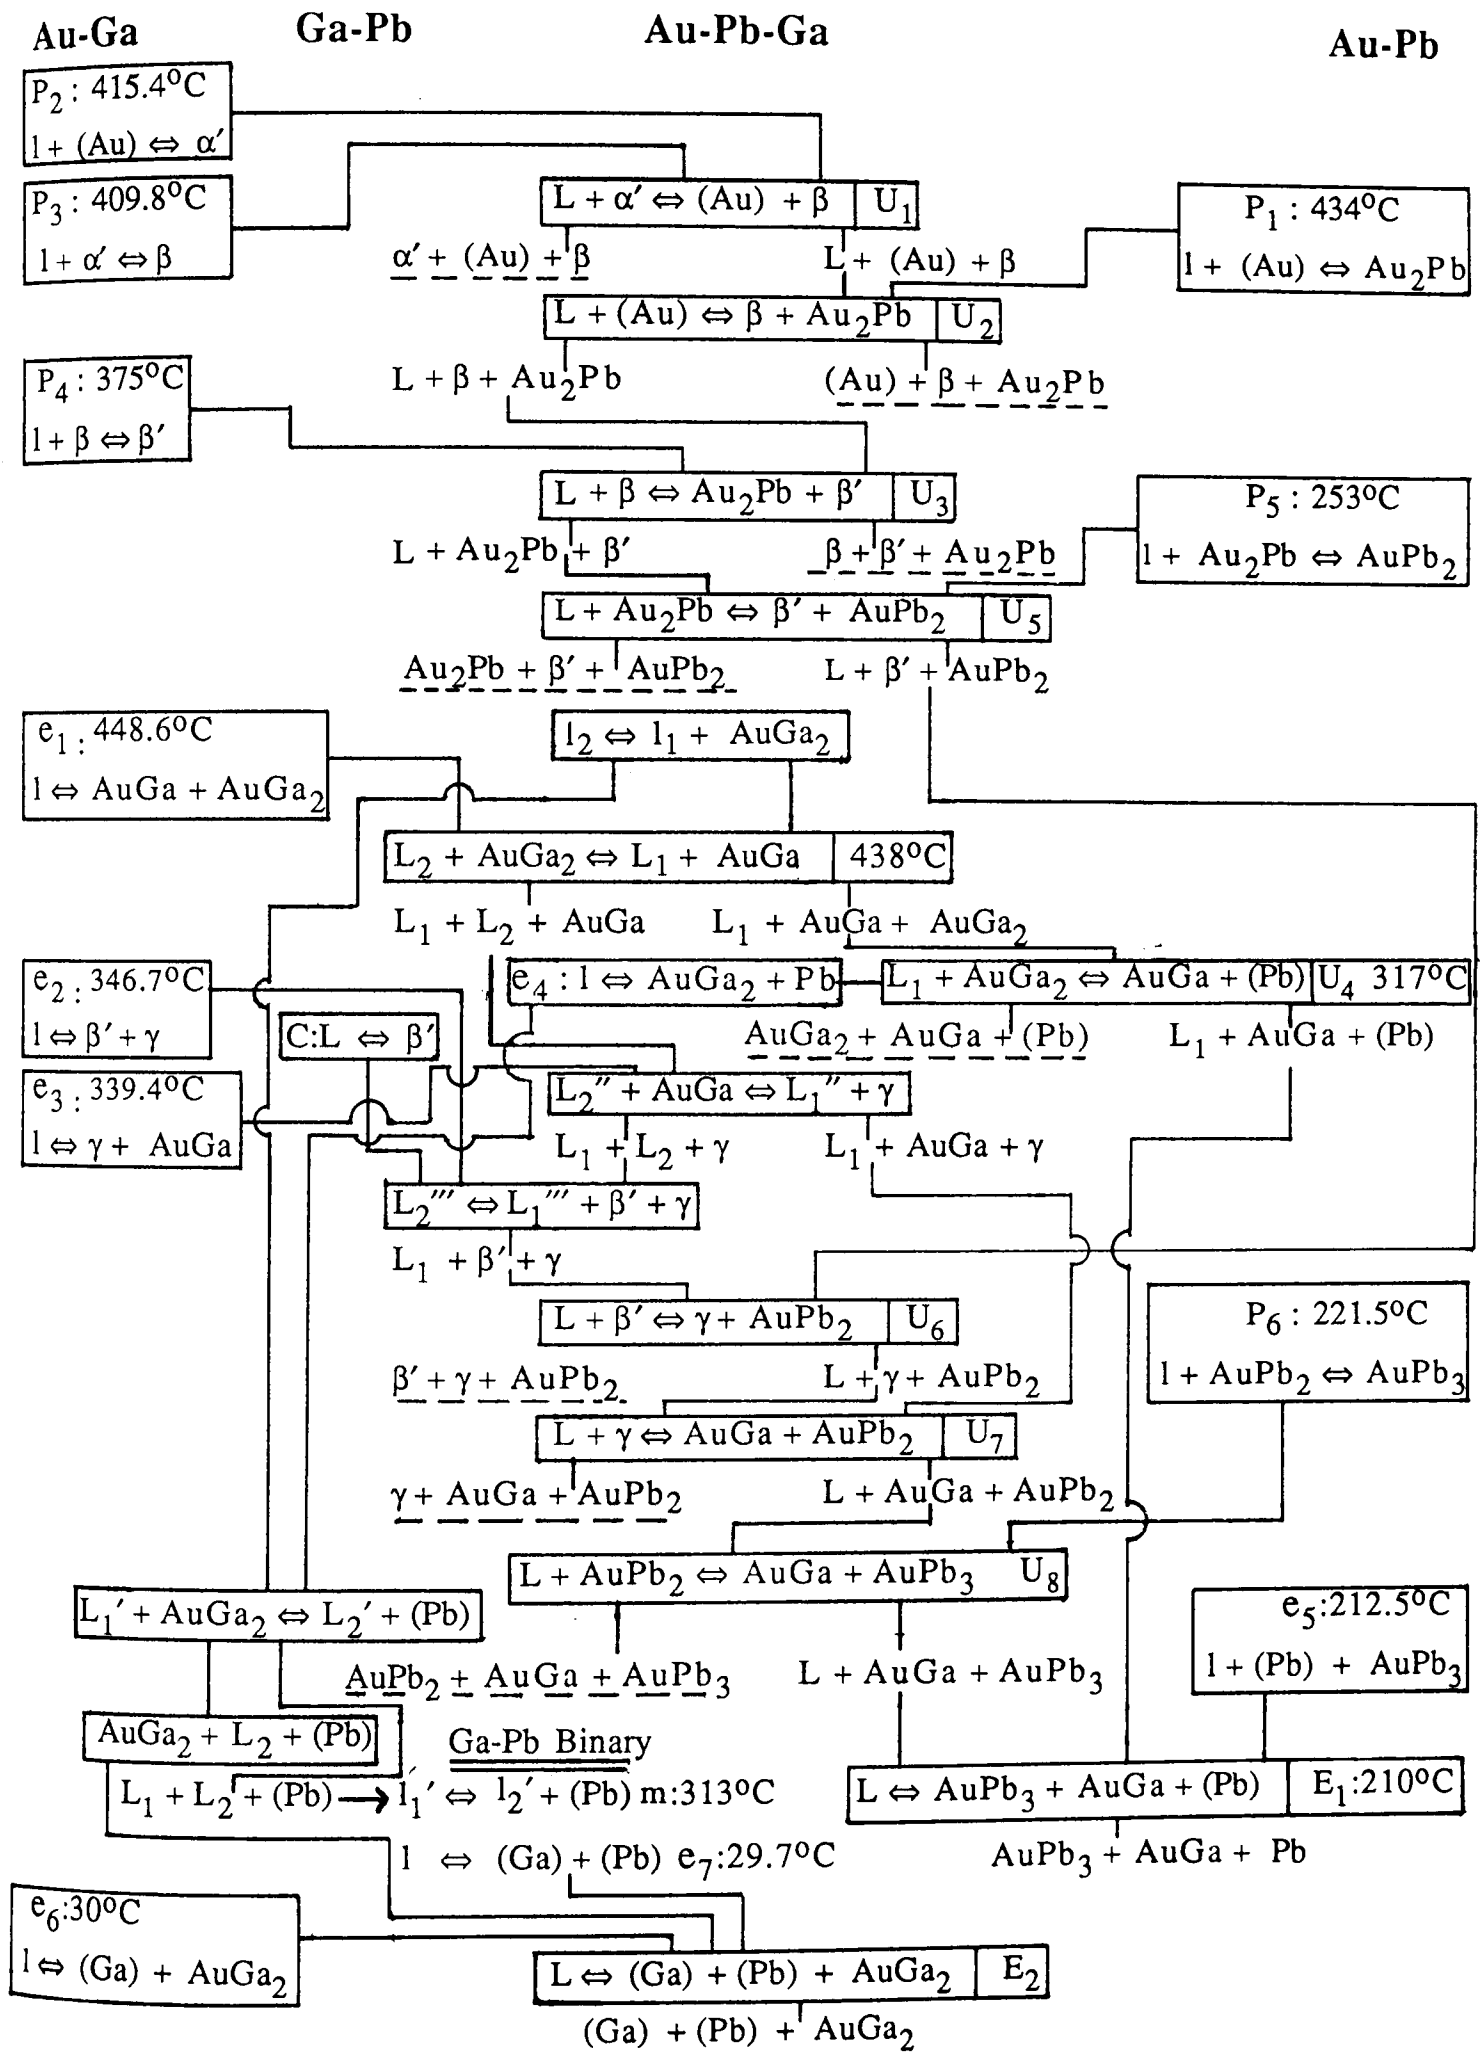 Au-Ga Ga-Pb Au-Pb-Ga Au-Pb
P₂ : 415.4°C
l + (Au) ⇔ α′
P₃ : 409.8°C
l + α′ ⇔ β
L + α′ ⇔ (Au) + β U₁
P₁ : 434°C
l + (Au) ⇔ Au₂Pb
α′ + (Au) + β L + (Au) + β
L + (Au) ⇔ β + Au₂Pb U₂
P₄ : 375°C
l + β ⇔ β′
L + β + Au₂Pb (Au) + β + Au₂Pb
L + β ⇔ Au₂Pb + β′ U₃
P₅ : 253°C
l + Au₂Pb ⇔ AuPb₂
L + Au₂Pb + β′ β + β′ + Au₂Pb
L + Au₂Pb ⇔ β′ + AuPb₂ U₅
Au₂Pb + β′ + AuPb₂ L + β′ + AuPb₂
e₁ : 448.6°C
l ⇔ AuGa + AuGa₂
l₂ ⇔ l₁ + AuGa₂
L₂ + AuGa₂ ⇔ L₁ + AuGa 438°C
L₁ + L₂ + AuGa L₁ + AuGa + AuGa₂
e₂ : 346.7°C
l ⇔ β′ + γ
e₄ : l ⇔ AuGa₂ + Pb
L₁ + AuGa₂ ⇔ AuGa + (Pb) U₄ 317°C
C:L ⇔ β′
AuGa₂ + AuGa + (Pb) L₁ + AuGa + (Pb)
e₃ : 339.4°C
l ⇔ γ + AuGa
L₂″ + AuGa ⇔ L₁″ + γ
L₁ + L₂ + γ L₁ + AuGa + γ
L₂‴ ⇔ L₁‴ + β′ + γ
L₁ + β′ + γ
L + β′ ⇔ γ + AuPb₂ U₆
P₆ : 221.5°C
l + AuPb₂ ⇔ AuPb₃
β′ + γ + AuPb₂ L + γ + AuPb₂
L + γ ⇔ AuGa + AuPb₂ U₇
γ + AuGa + AuPb₂ L + AuGa + AuPb₂
L + AuPb₂ ⇔ AuGa + AuPb₃ U₈
L₁′ + AuGa₂ ⇔ L₂′ + (Pb)
e₅:212.5°C
l + (Pb) + AuPb₃
AuPb₂ + AuGa + AuPb₃ L + AuGa + AuPb₃
AuGa₂ + L₂ + (Pb)
Ga-Pb Binary
L₁ + L₂ + (Pb) → l₁′ ⇔ l₂′ + (Pb) m:313°C
L ⇔ AuPb₃ + AuGa + (Pb) E₁:210°C
l ⇔ (Ga) + (Pb) e₇:29.7°C
AuPb₃ + AuGa + Pb
e₆:30°C
l ⇔ (Ga) + AuGa₂
L ⇔ (Ga) + (Pb) + AuGa₂ E₂
(Ga) + (Pb) + AuGa₂